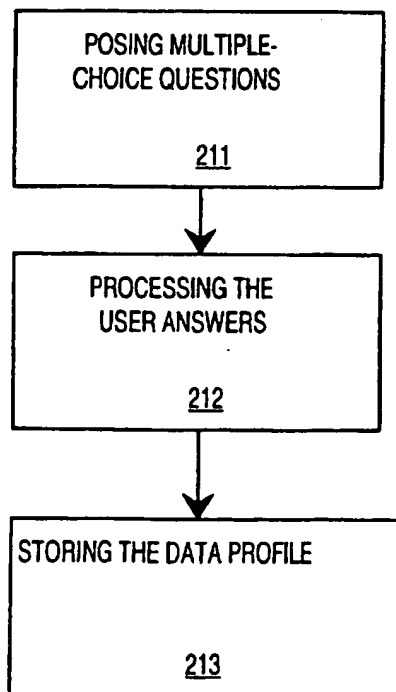 POSING MULTIPLE-
CHOICE QUESTIONS
211
PROCESSING THE
USER ANSWERS
212
STORING THE DATA PROFILE
213